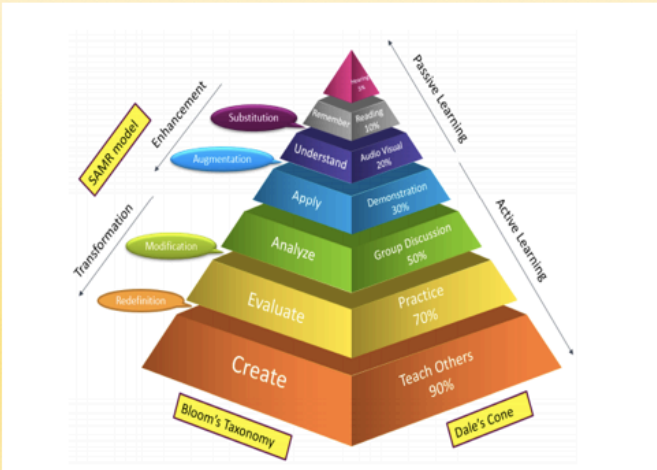 Hearing
5%
Passive Learning
Enhancement
SAMR model
Substitution
Remember
Reading
10%
Augmentation
Understand
Audio Visual
20%
Apply
Demonstration
30%
Transformation
Active Learning
Modification
Analyze
Group Discussion
50%
Redefinition
Evaluate
Practice
70%
Create
Teach Others
90%
Bloom's Taxonomy
Dale's Cone